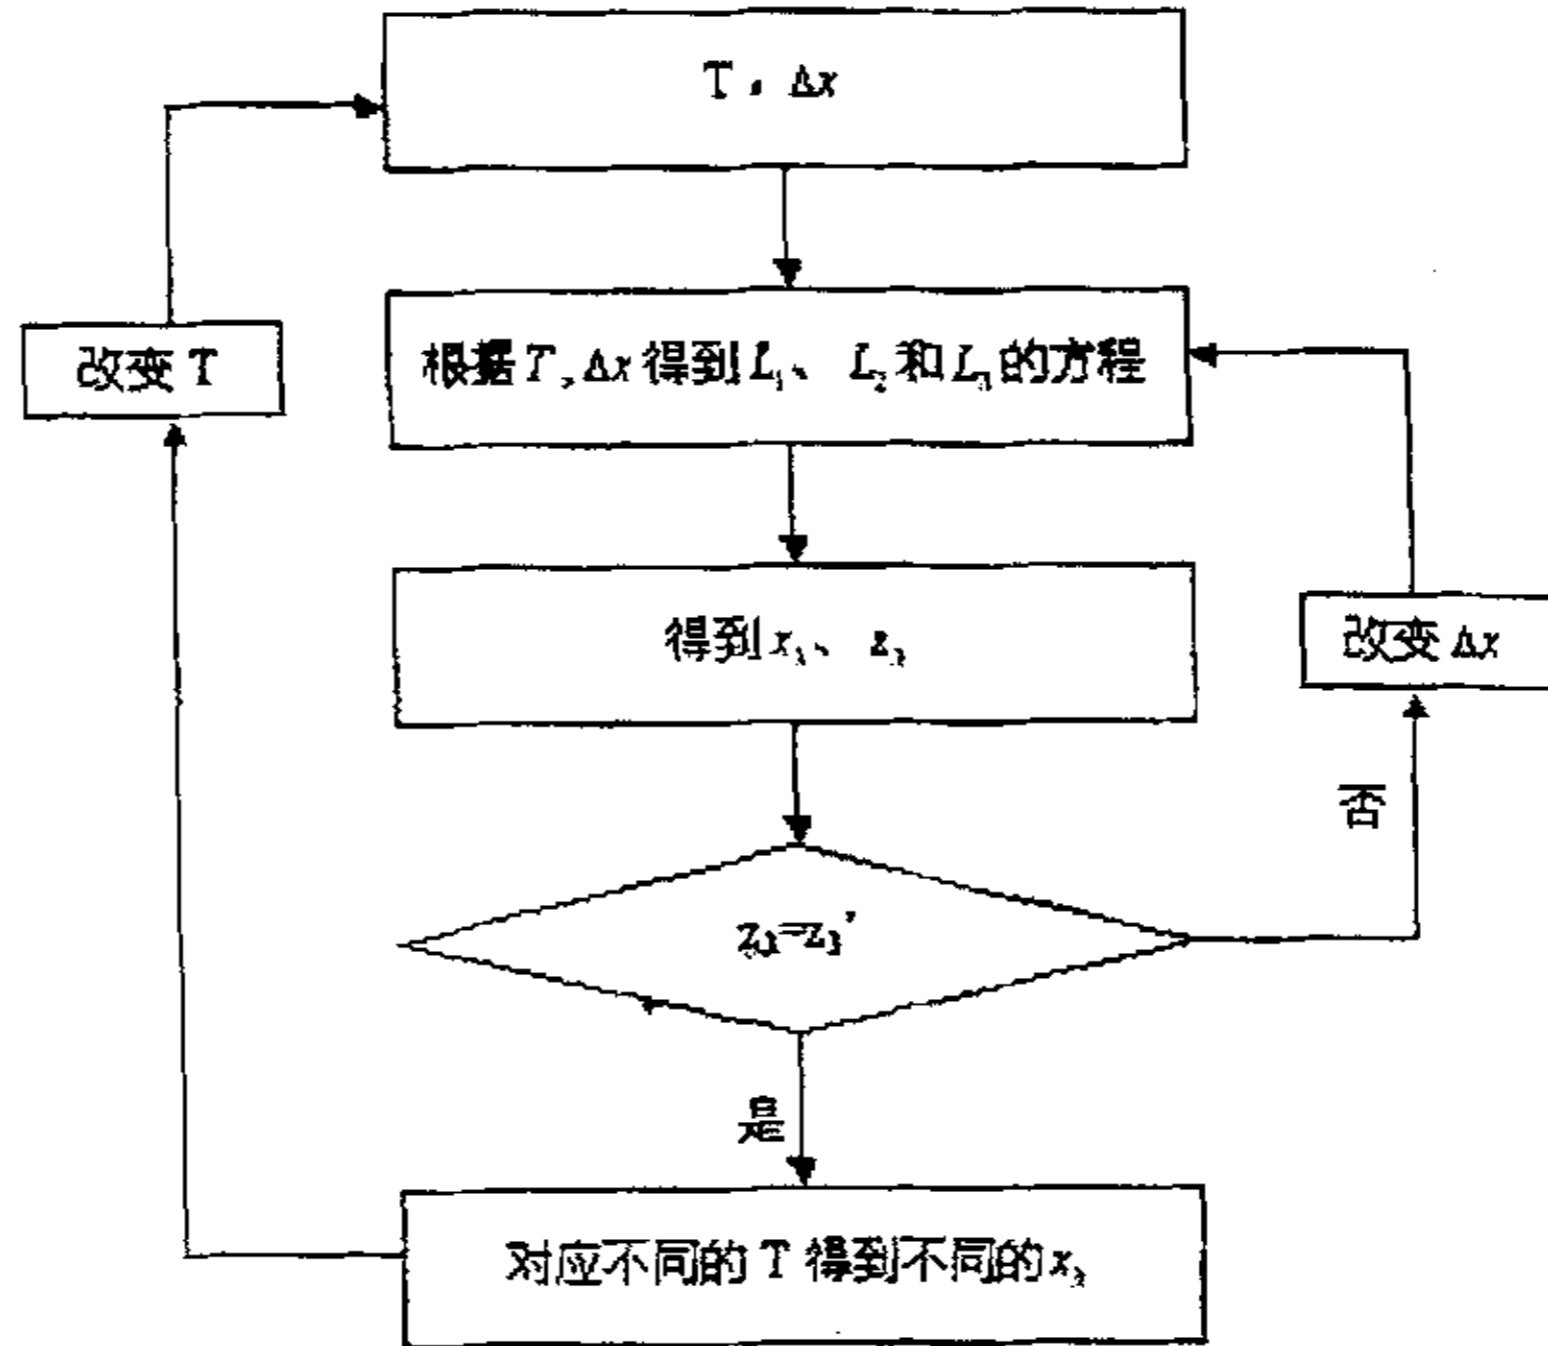 T，Δx
改变 T
根据 T, Δx 得到 L₁、 L₂ 和 L₃ 的方程
得到 x₃、 z₃
改变 Δx
否
z₃=z₃'
是
对应不同的 T 得到不同的 x₃